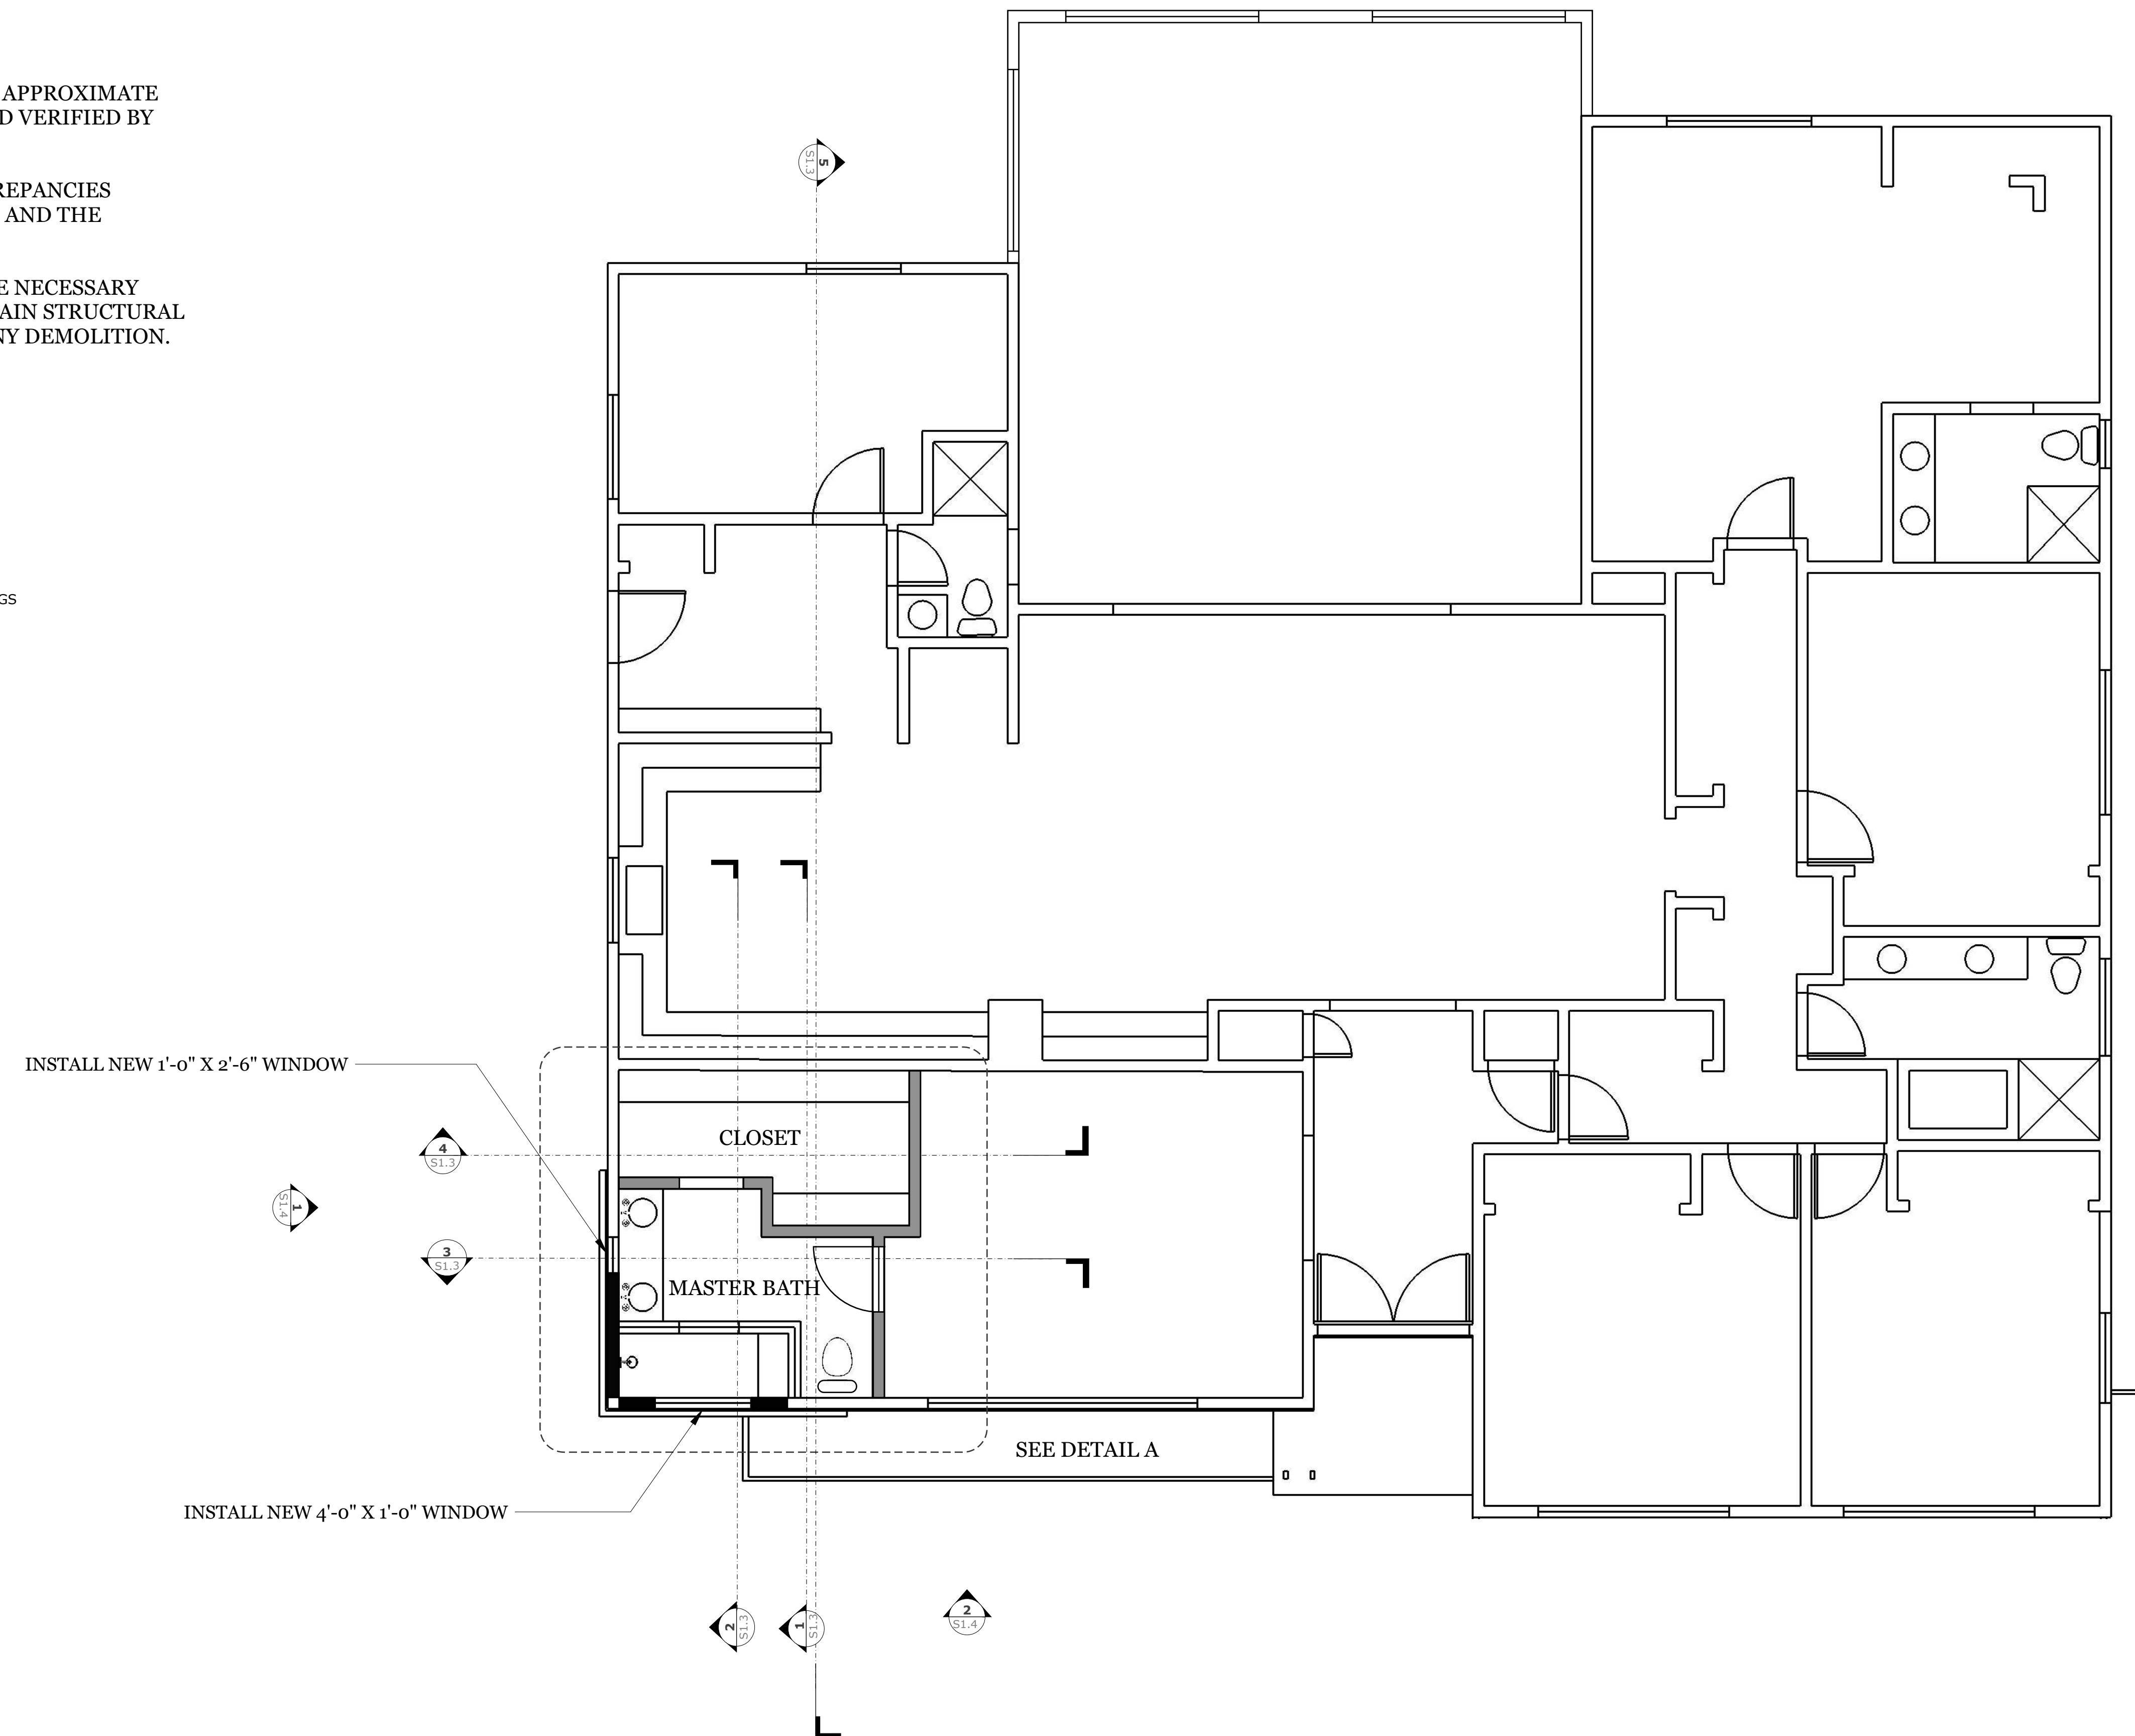 APPROXIMATE
D VERIFIED BY
REPANCIES
AND THE
E NECESSARY
AIN STRUCTURAL
NY DEMOLITION.
GS
5
S1.3
INSTALL NEW 1'-0" X 2'-6" WINDOW
CLOSET
4
S1.3
1
S1.4
3
S1.3
MASTER BATH
SEE DETAIL A
INSTALL NEW 4'-0" X 1'-0" WINDOW
2
S1.3
1
S1.3
2
S1.4